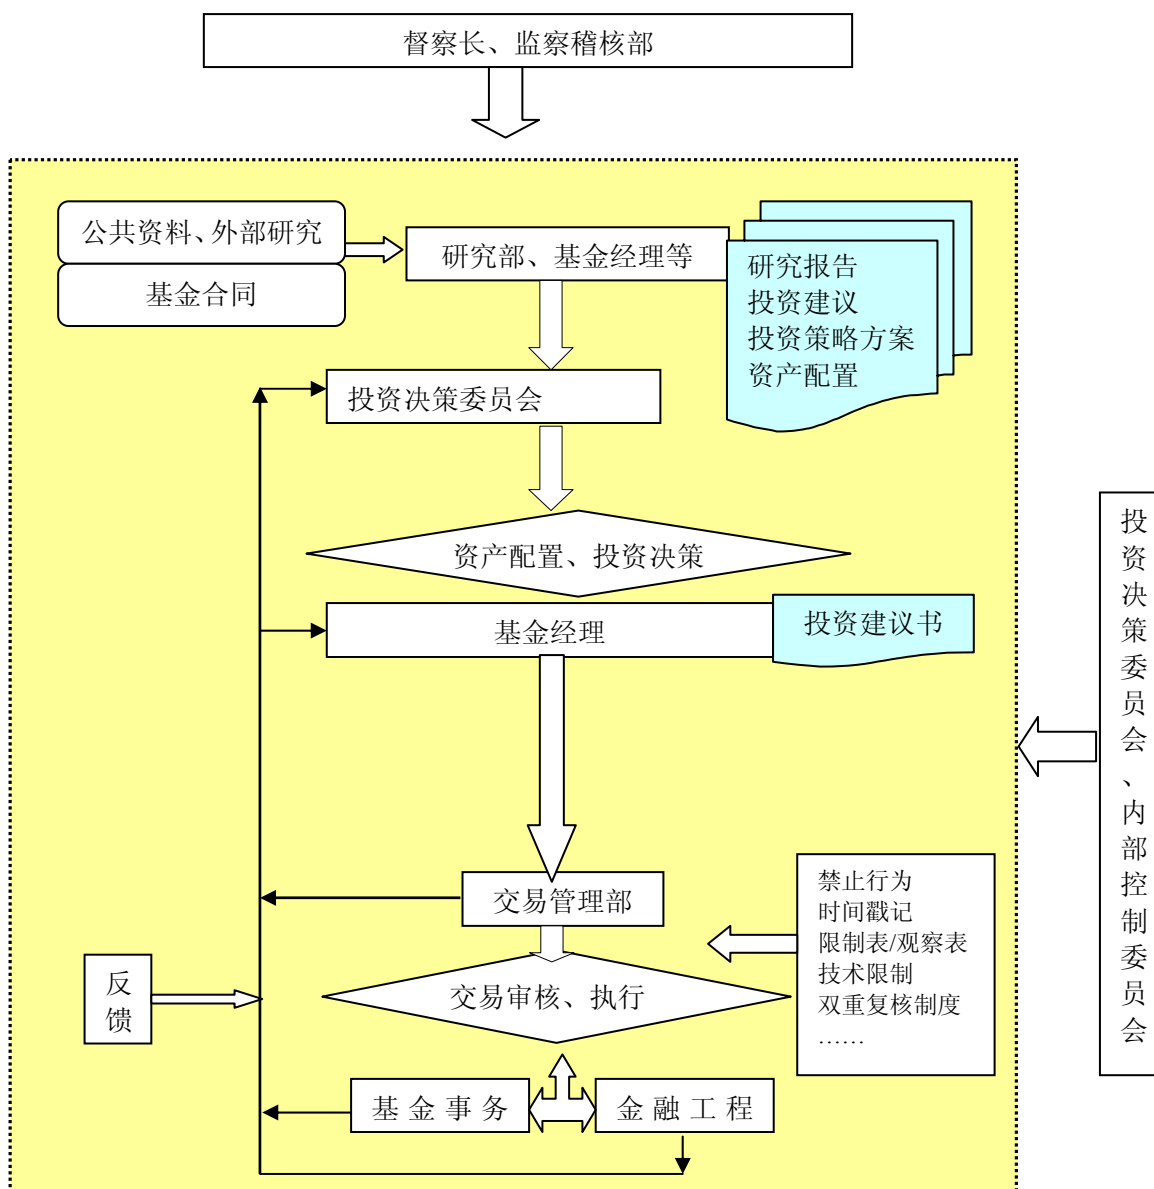 督察长、监察稽核部
公共资料、外部研究
基金合同
研究部、基金经理等
研究报告
投资建议
投资策略方案
资产配置
投资决策委员会
资产配置、投资决策
基金经理
投资建议书
交易管理部
禁止行为
时间戳记
限制表/观察表
技术限制
双重复核制度
……
交易审核、执行
反
馈
基 金 事 务
金 融 工 程
投
资
决
策
委
员
会
、
内
部
控
制
委
员
会